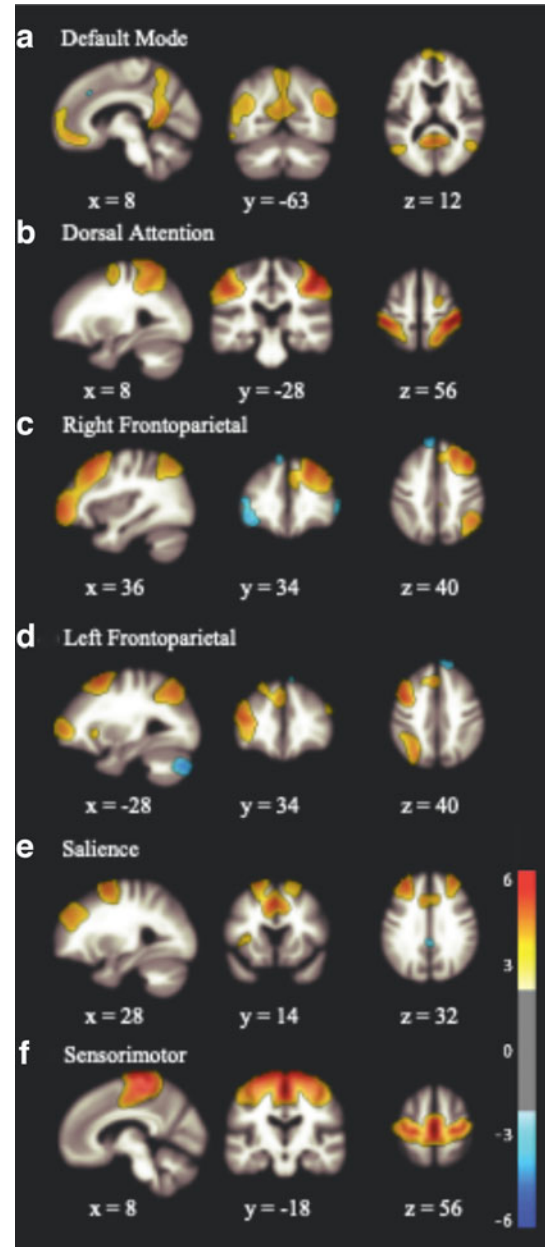 a Default Mode
x = 8 y = -63 z = 12
b Dorsal Attention
x = 8 y = -28 z = 56
c Right Frontoparietal
x = 36 y = 34 z = 40
d Left Frontoparietal
x = -28 y = 34 z = 40
e Salience
x = 28 y = 14 z = 32
f Sensorimotor
x = 8 y = -18 z = 56
6
3
0
-3
-6